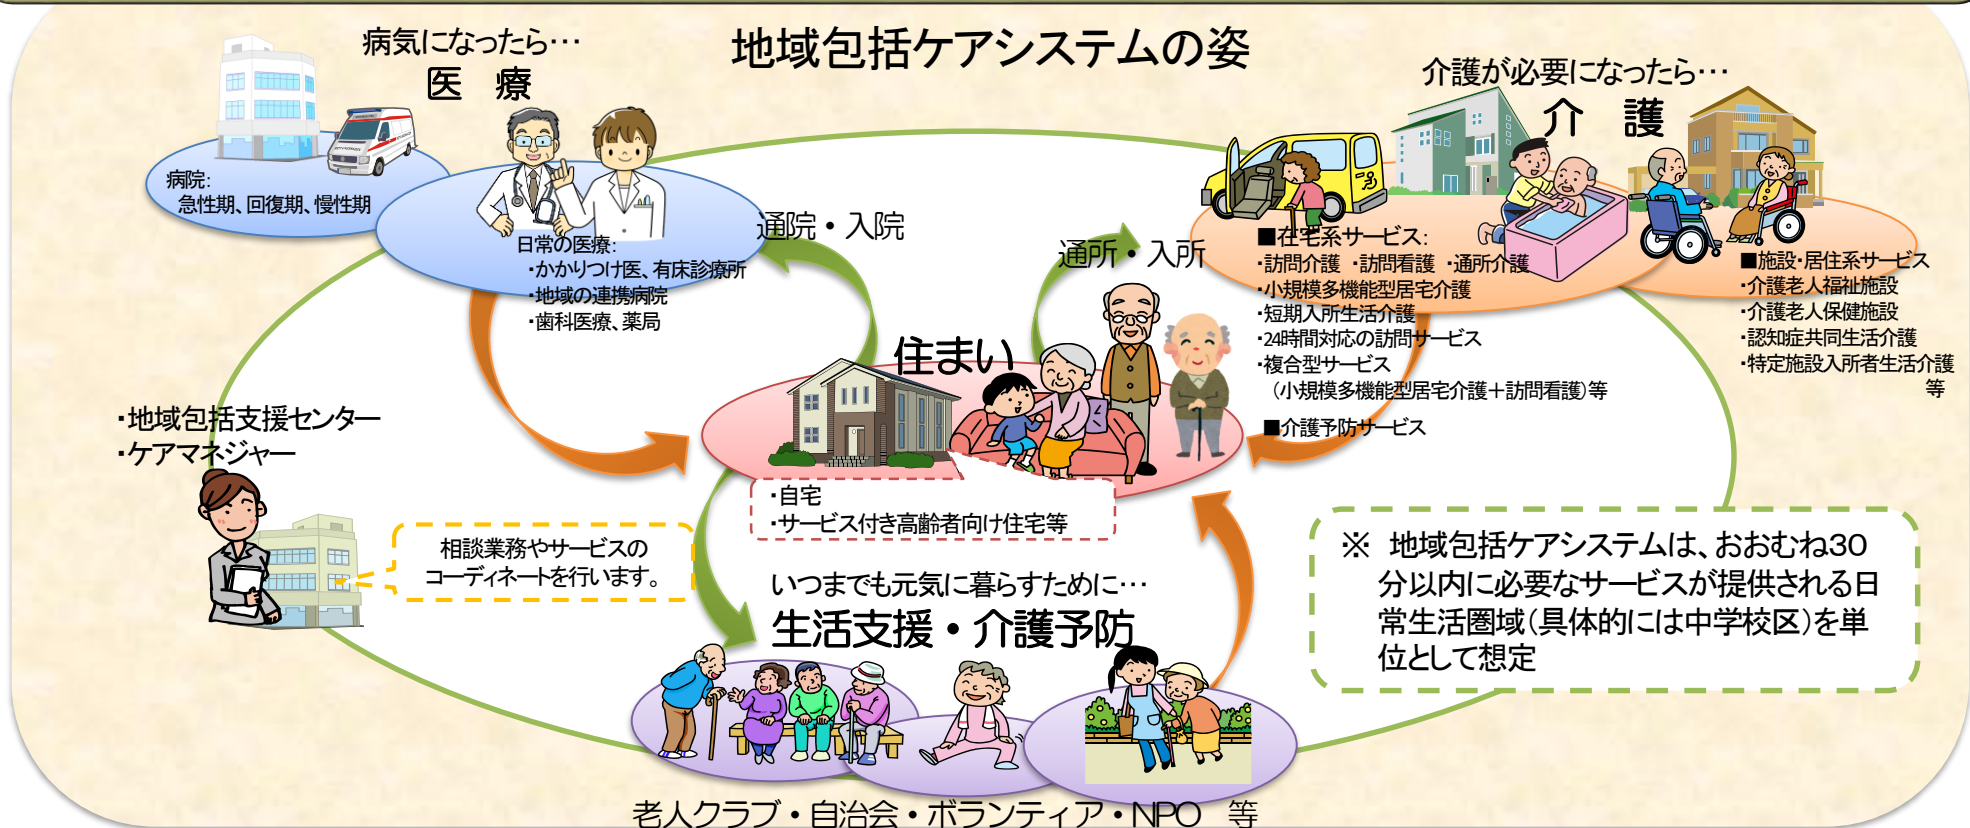 地域包括ケアシステムの姿
病気になったら…
医 療
病院:
急性期、回復期、慢性期
日常の医療:
・かかりつけ医、有床診療所
・地域の連携病院
・歯科医療、薬局
通院・入院
通所・入所
介護が必要になったら…
介 護
■在宅系サービス:
・訪問介護 ・訪問看護 ・通所介護
・小規模多機能型居宅介護
・短期入所生活介護
・24時間対応の訪問サービス
・複合型サービス
（小規模多機能型居宅介護＋訪問看護）等
■介護予防サービス
■施設・居住系サービス
・介護老人福祉施設
・介護老人保健施設
・認知症共同生活介護
・特定施設入所者生活介護
等
住まい
・自宅
・サービス付き高齢者向け住宅等
・地域包括支援センター
・ケアマネジャー
相談業務やサービスの
コーディネートを行います。
いつまでも元気に暮らすために…
生活支援・介護予防
老人クラブ・自治会・ボランティア・NPO 等
※ 地域包括ケアシステムは、おおむね30
分以内に必要なサービスが提供される日
常生活圏域（具体的には中学校区）を単
位として想定